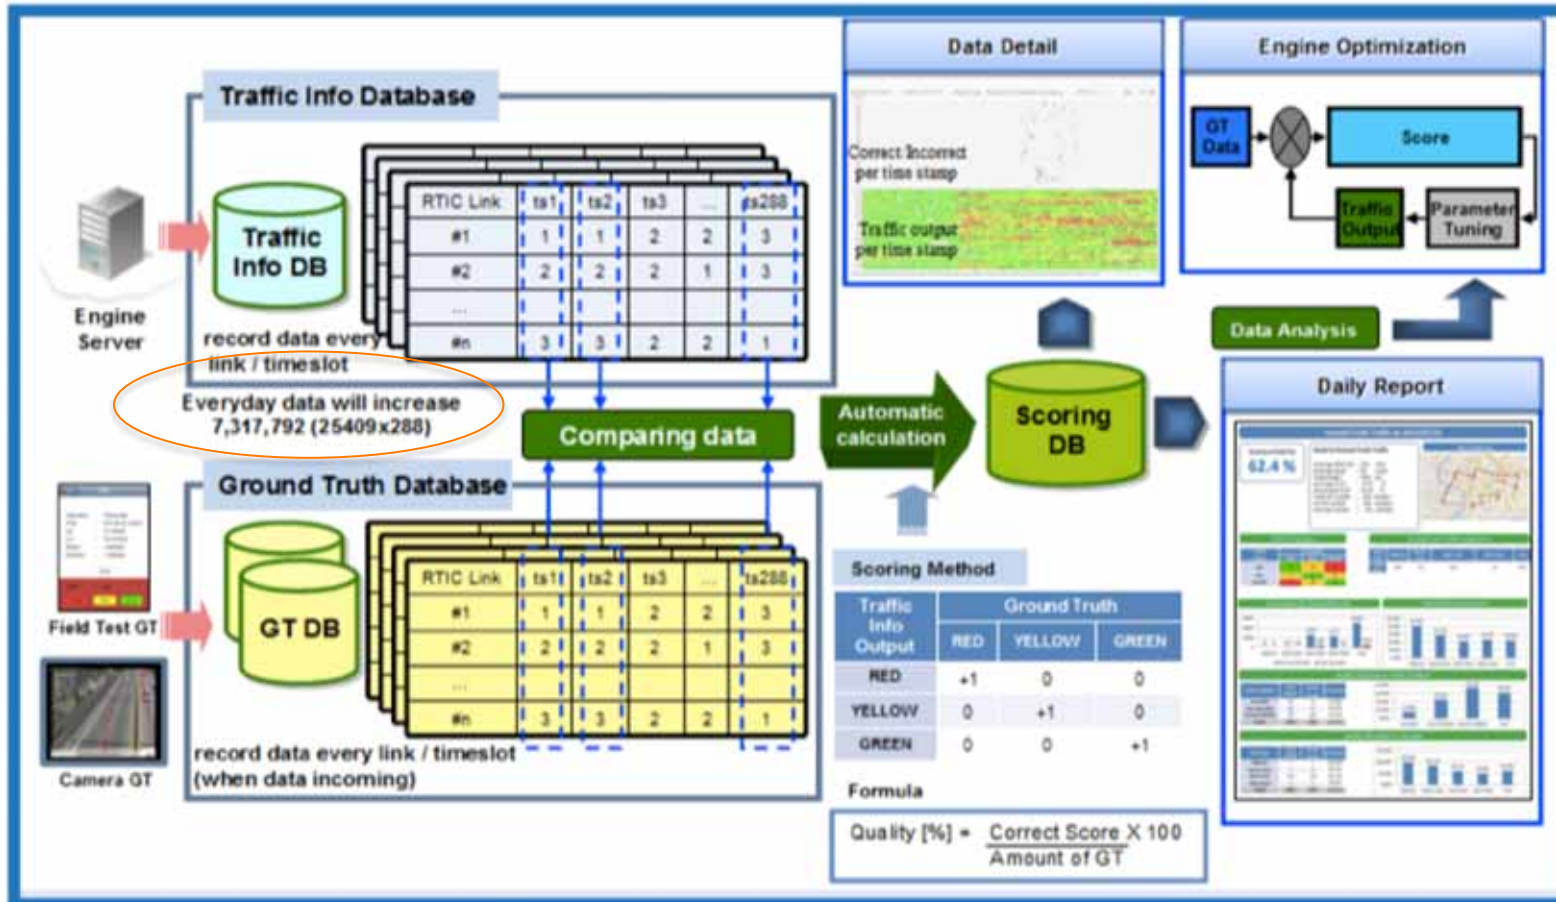 Traffic Info Database
Engine
Server
Traffic
Info DB
RTIC Link ts1 ts2 ts3 ... ts288
#1 1 1 2 2 3
#2 2 2 2 1 3
...
#n 3 3 2 2 1
record data every
link / timeslot
Everyday data will increase
7,317,792 (25409x288)
Comparing data
Ground Truth Database
Field Test GT
Camera GT
GT DB
RTIC Link ts1 ts2 ts3 ... ts288
#1 1 1 2 2 3
#2 2 2 2 1 3
...
#n 3 3 2 2 1
record data every link / timeslot
(when data incoming)
Automatic
calculation
Scoring
DB
Scoring Method
Traffic
Info
Output
Ground Truth
RED YELLOW GREEN
RED +1 0 0
YELLOW 0 +1 0
GREEN 0 0 +1
Formula
Quality [%] = Correct Score X 100
Amount of GT
Data Detail
Correct Incorrect
per time stamp
Traffic output
per time stamp
Engine Optimization
GT
Data
Score
Traffic
Output
Parameter
Tuning
Data Analysis
Daily Report
62.4 %